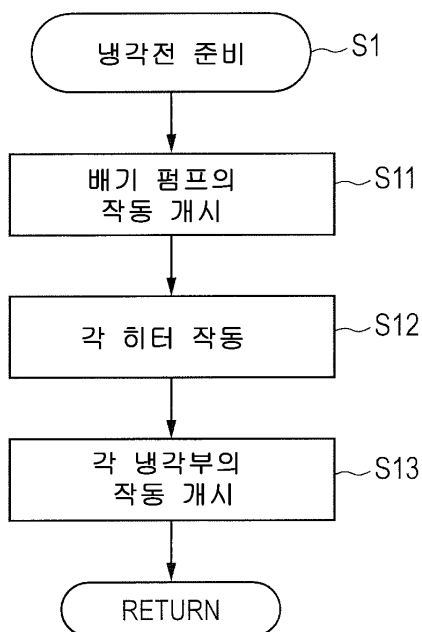 냉각전 준비
S1
배기 펌프의
작동 개시
S11
각 히터 작동
S12
각 냉각부의
작동 개시
S13
RETURN